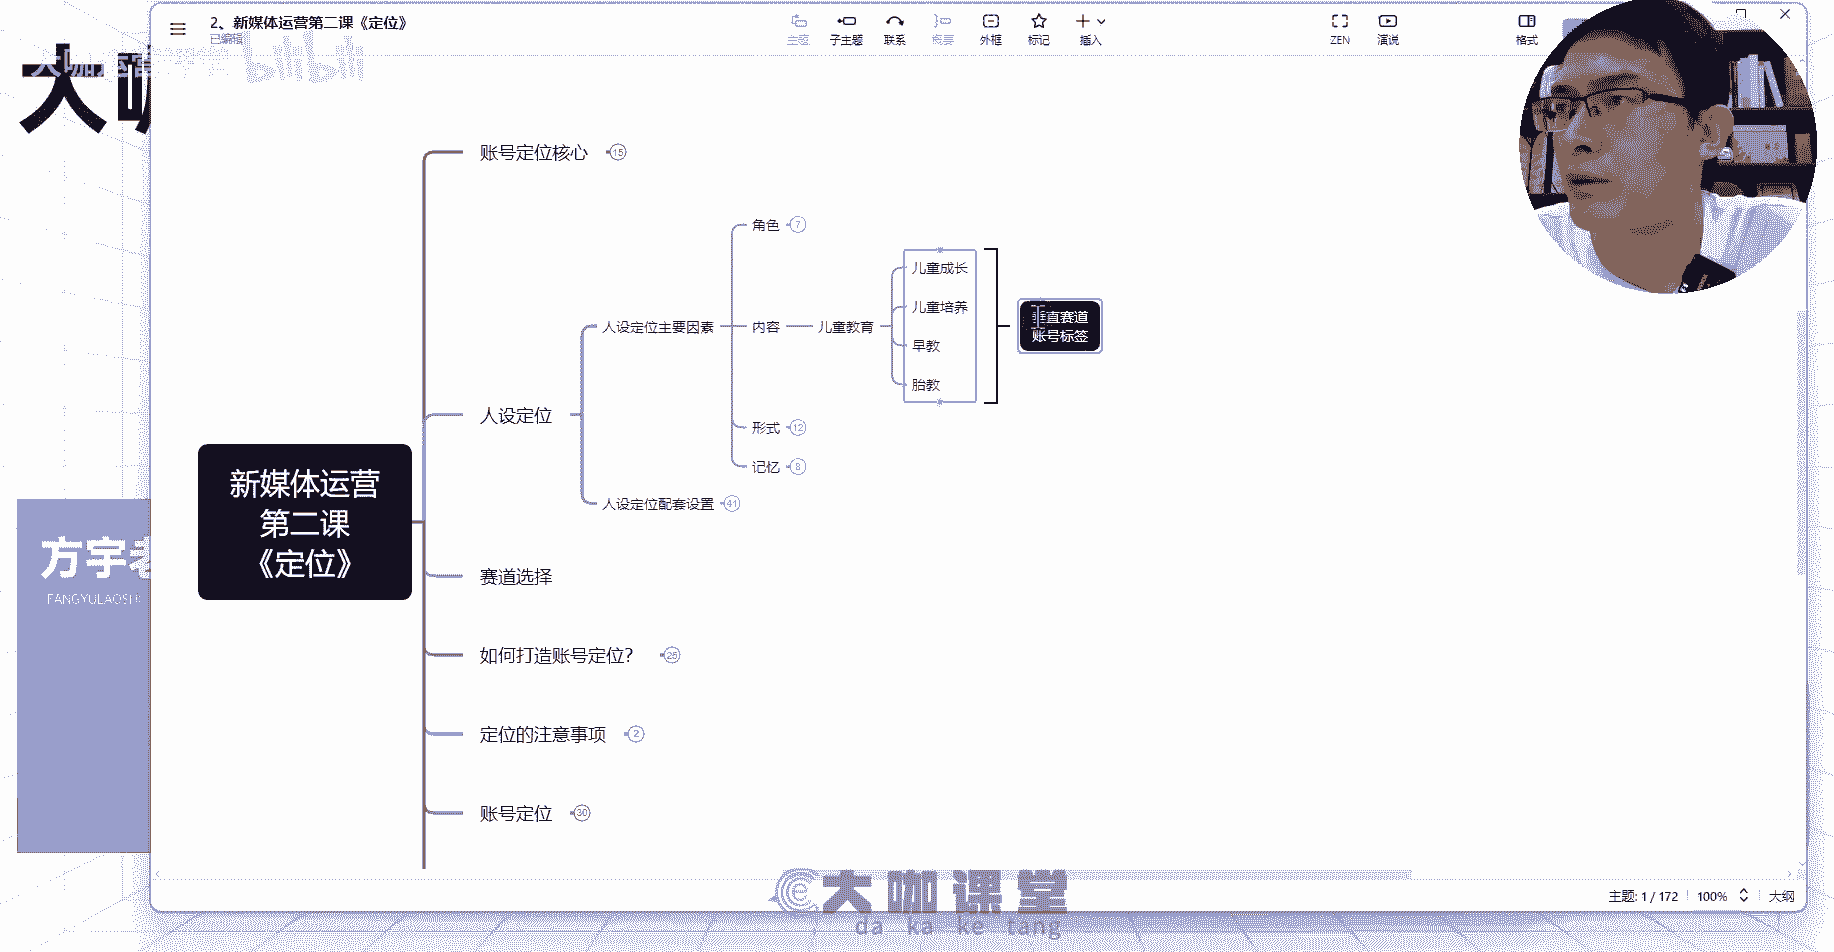 2、新媒体运营第二课《定位》
已编辑
主题
子主题
联系
概要
外框
标记
插入
ZEN
演说
格式
大咖运营
bilibili
大咖
账号定位核心
15
角色
7
儿童成长
儿童培养
垂直赛道
账号标签
人设定位主要因素
内容
儿童教育
早教
胎教
人设定位
形式
12
记忆
8
新媒体运营
第二课
《定位》
人设定位配套设置
41
方宇老
FANGYULAOSHI
赛道选择
如何打造账号定位?
25
定位的注意事项
2
账号定位
30
大咖课堂
da ka ke tang
主题: 1 / 172
100%
大纲